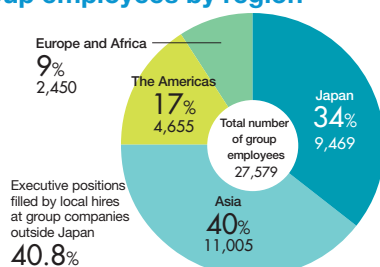 oup employees by region
Europe and Africa
9%
2,450
The Americas
17%
4,655
Japan
34%
9,469
Total number
of group
employees
27,579
Asia
40%
11,005
Executive positions
filled by local hires
at group companies
outside Japan
40.8%